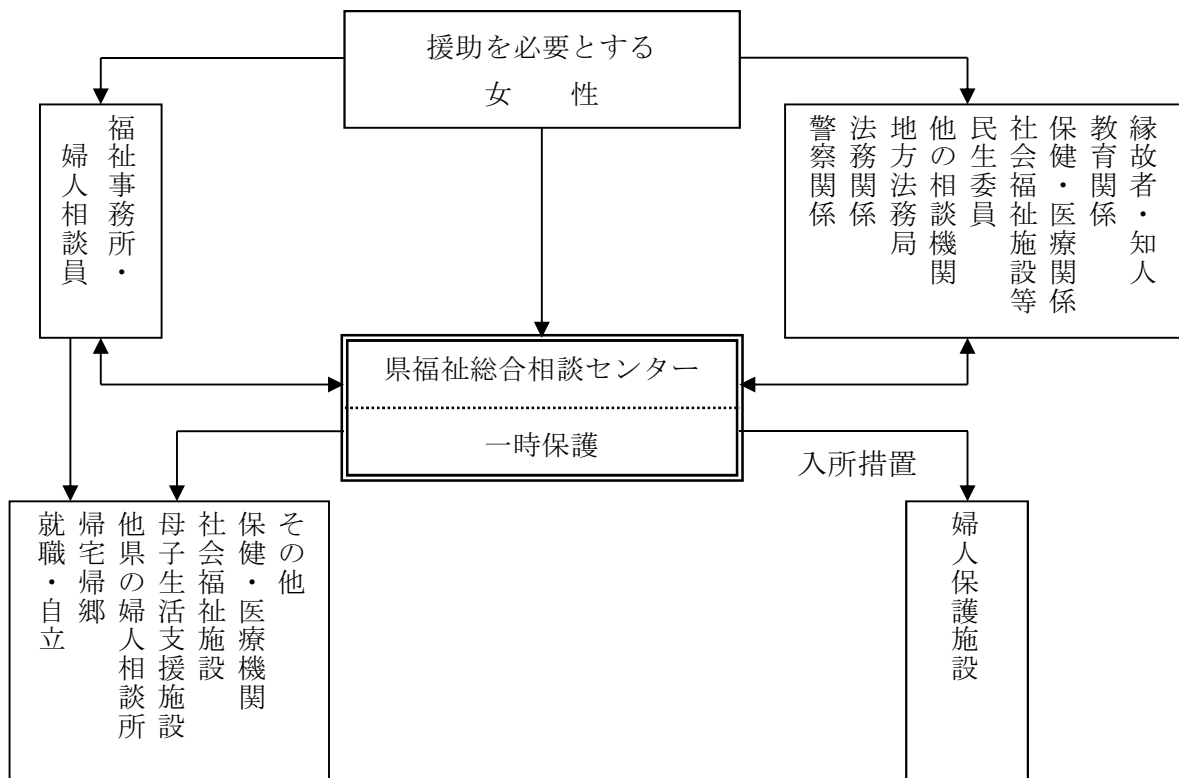 援助を必要とする
女　　性
福祉事務所・
婦人相談員
縁故者・知人
教育関係
保健・医療関係
社会福祉施設等
民生委員
他の相談機関
地方法務局
法務関係
警察関係
県福祉総合相談センター
一時保護
入所措置
その他
保健・医療機関
社会福祉施設
母子生活支援施設
他県の婦人相談所
帰宅帰郷
就職・自立
婦人保護施設